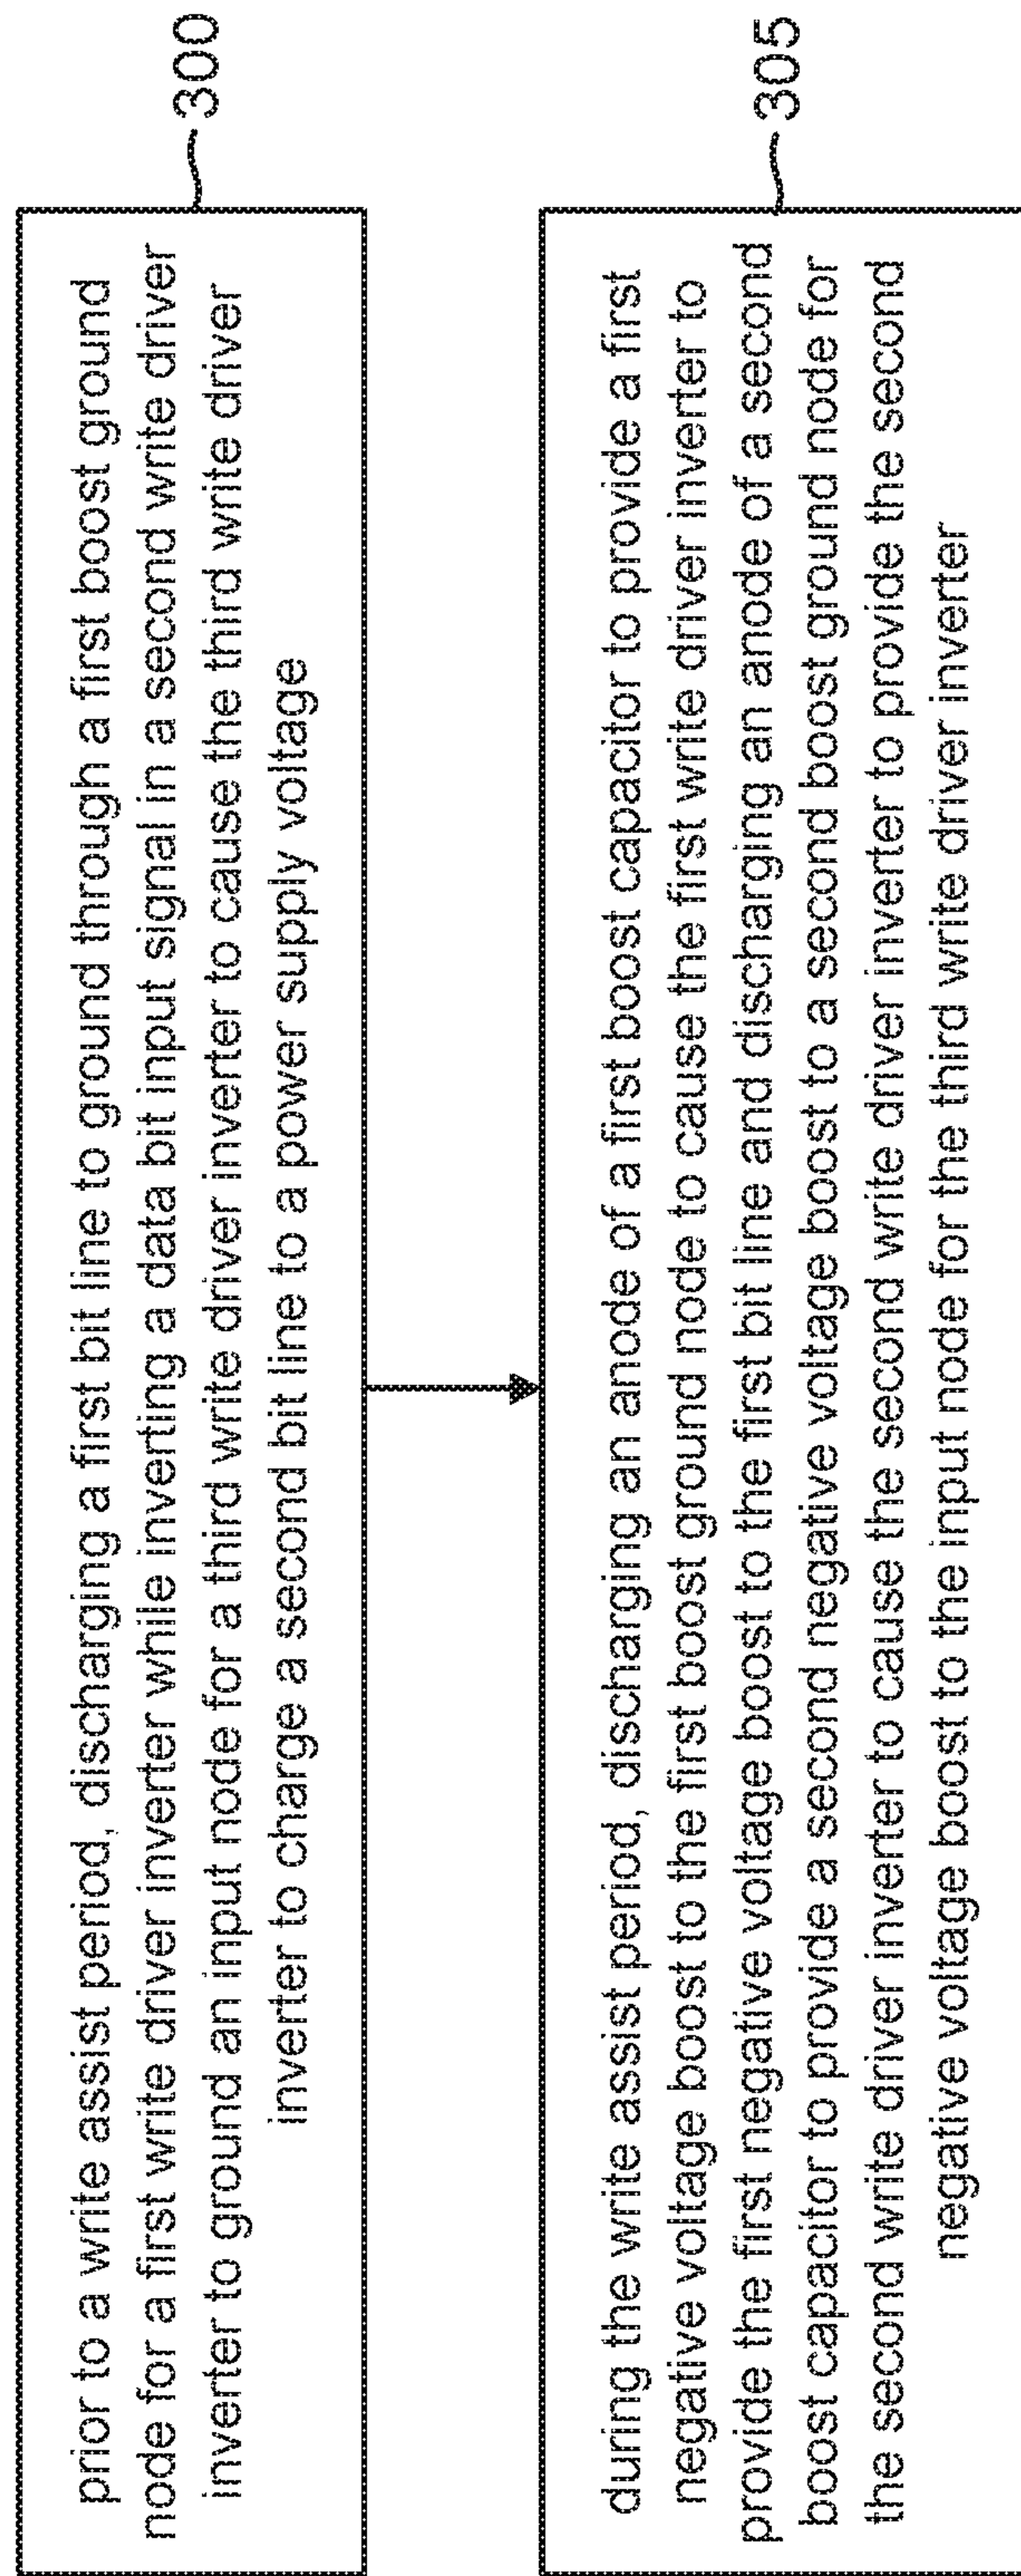 prior to a write assist period, discharging a first bit line to ground through a first boost ground
node for a first write driver inverter while inverting a data bit input signal in a second write driver
inverter to ground an input node for a third write driver inverter to cause the third write driver
inverter to charge a second bit line to a power supply voltage
300
during the write assist period, discharging an anode of a first boost capacitor to provide a first
negative voltage boost to the first boost ground node to cause the first write driver inverter to
provide the first negative voltage boost to the first bit line and discharging an anode of a second
boost capacitor to provide a second negative voltage boost to a second boost ground node for
the second write driver inverter to cause the second write driver inverter to provide the second
negative voltage boost to the input node for the third write driver inverter
305